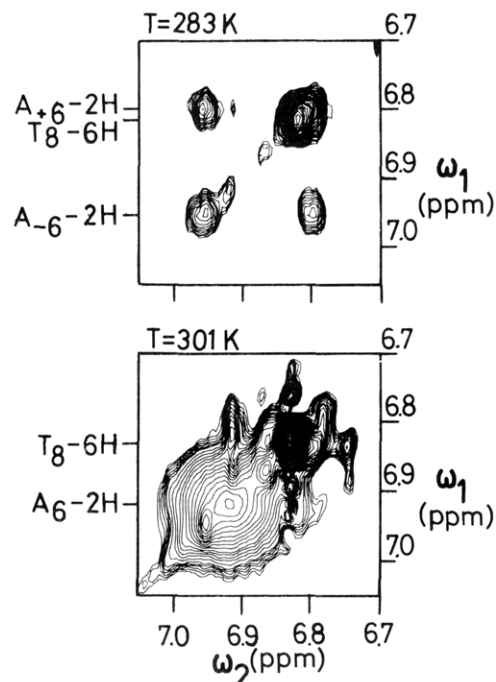 T=283 K
6.7
A+6-2H
6.8
T8-6H
6.9
ω1
(ppm)
A-6-2H
7.0
T=301 K
6.7
6.8
T8-6H
6.9
ω1
A6-2H
(ppm)
7.0
7.0 6.9 6.8 6.7
ω2(ppm)